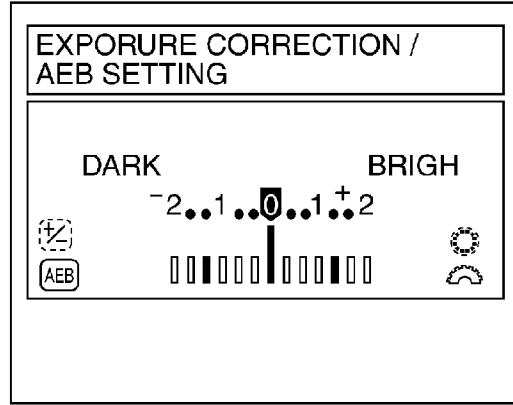 EXPORURE CORRECTION /
AEB SETTING
DARK BRIGH
-2..1..0..1.+.2
+/-
AEB